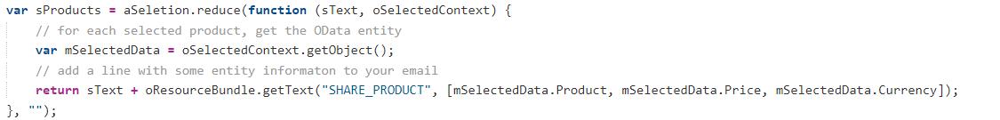 var sProducts = aSeletion.reduce(function (sText, oSelectedContext) {
    // for each selected product, get the OData entity
    var mSelectedData = oSelectedContext.getObject();
    // add a line with some entity informaton to your email
    return sText + oResourceBundle.getText("SHARE_PRODUCT", [mSelectedData.Product, mSelectedData.Price, mSelectedData.Currency]);
}, "");